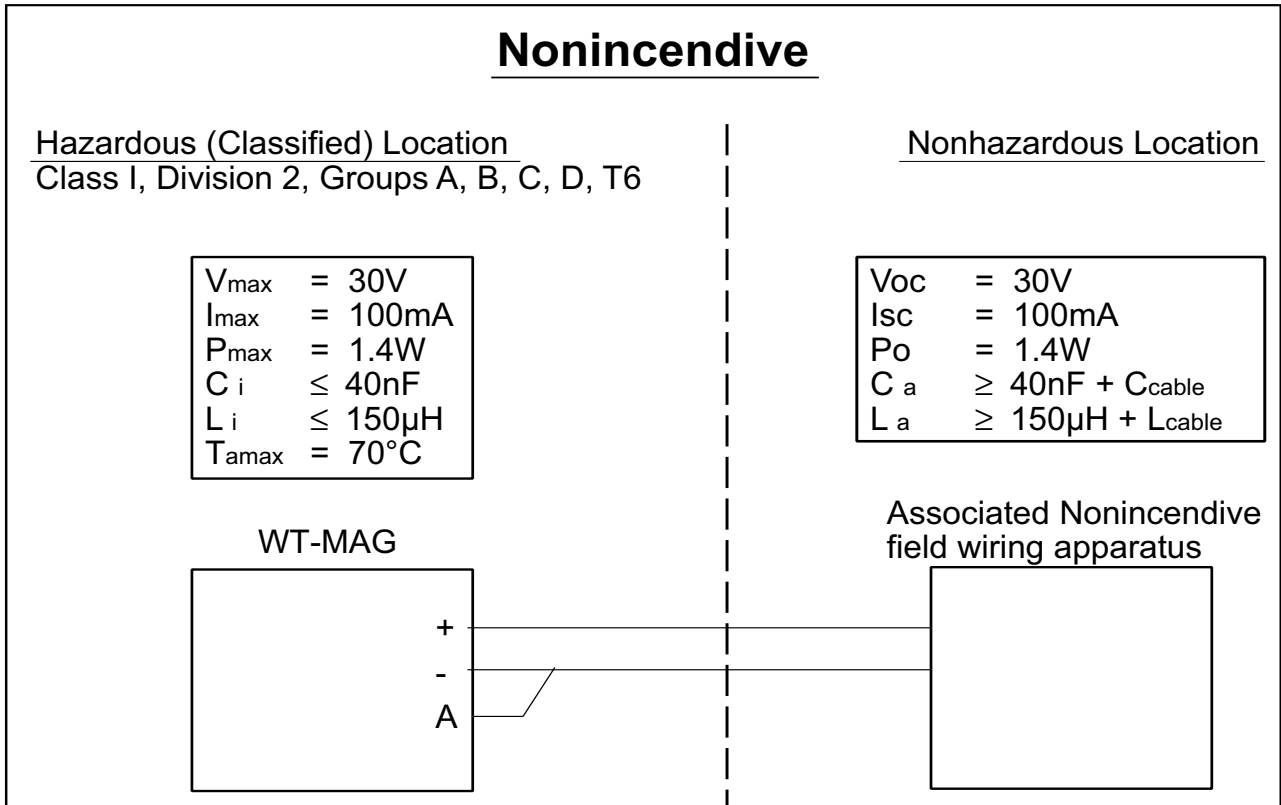 Nonincendive
Hazardous (Classified) Location
Class I, Division 2, Groups A, B, C, D, T6
Nonhazardous Location
Vmax = 30V
Imax = 100mA
Pmax = 1.4W
C i ≤ 40nF
L i ≤ 150µH
Tamax = 70°C
Voc = 30V
Isc = 100mA
Po = 1.4W
C a ≥ 40nF + Ccable
L a ≥ 150µH + Lcable
WT-MAG
+
-
A
Associated Nonincendive
field wiring apparatus